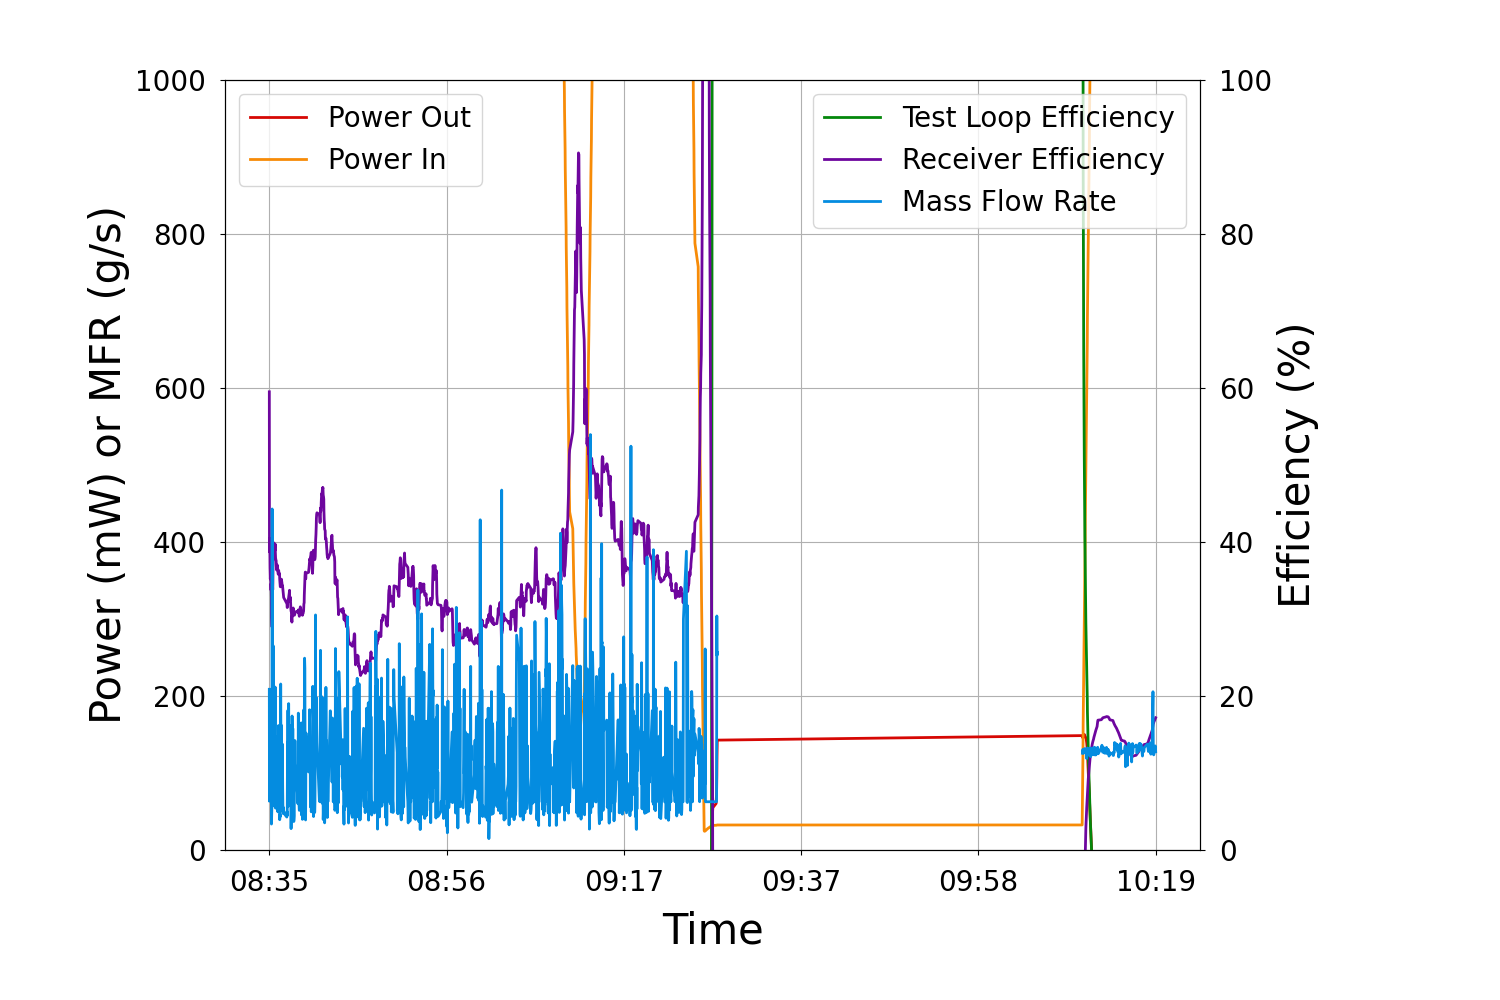 Power Out
Power In
Test Loop Efficiency
Receiver Efficiency
Mass Flow Rate
Power (mW) or MFR (g/s)
1000
800
600
400
200
0
100
80
60
40
20
0
Efficiency (%)
08:35 08:56 09:17 09:37 09:58 10:19
Time